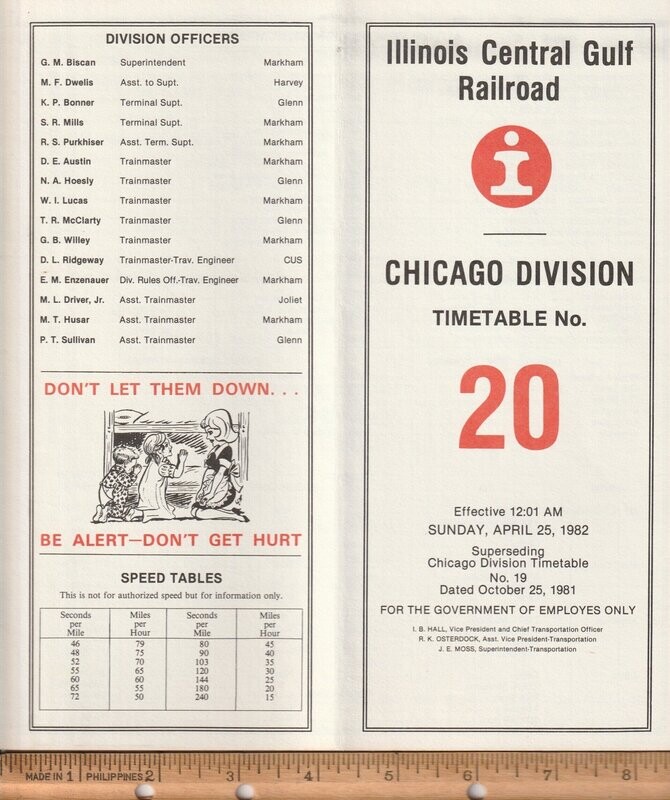 DIVISION OFFICERS
G. M. Biscan Superintendent Markham
M. F. Dwelis Asst. to Supt. Harvey
K. P. Bonner Terminal Supt. Glenn
S. R. Mills Terminal Supt. Markham
R. S. Purkhiser Asst. Term. Supt. Markham
D. E. Austin Trainmaster Markham
N. A. Hoesly Trainmaster Glenn
W. I. Lucas Trainmaster Markham
T. R. McClarty Trainmaster Glenn
G. B. Willey Trainmaster Markham
D. L. Ridgeway Trainmaster-Trav. Engineer CUS
E. M. Enzenauer Div. Rules Off.-Trav. Engineer Markham
M. L. Driver, Jr. Asst. Trainmaster Joliet
M. T. Husar Asst. Trainmaster Markham
P. T. Sullivan Asst. Trainmaster Glenn
DON'T LET THEM DOWN. . .
BE ALERT—DON'T GET HURT
SPEED TABLES
This is not for authorized speed but for information only.
Seconds Miles Seconds Miles
per per per per
Mile Hour Mile Hour
46 79 80 45
48 75 90 40
52 70 103 35
55 65 120 30
60 60 144 25
65 55 180 20
72 50 240 15
Illinois Central Gulf
Railroad
i
CHICAGO DIVISION
TIMETABLE No.
20
Effective 12:01 AM
SUNDAY, APRIL 25, 1982
Superseding
Chicago Division Timetable
No. 19
Dated October 25, 1981
FOR THE GOVERNMENT OF EMPLOYES ONLY
I. B. HALL, Vice President and Chief Transportation Officer
R. K. OSTERDOCK, Asst. Vice President-Transportation
J. E. MOSS, Superintendent-Transportation
MADE IN 1 PHILIPPINES 2 3 4 5 6 7 8